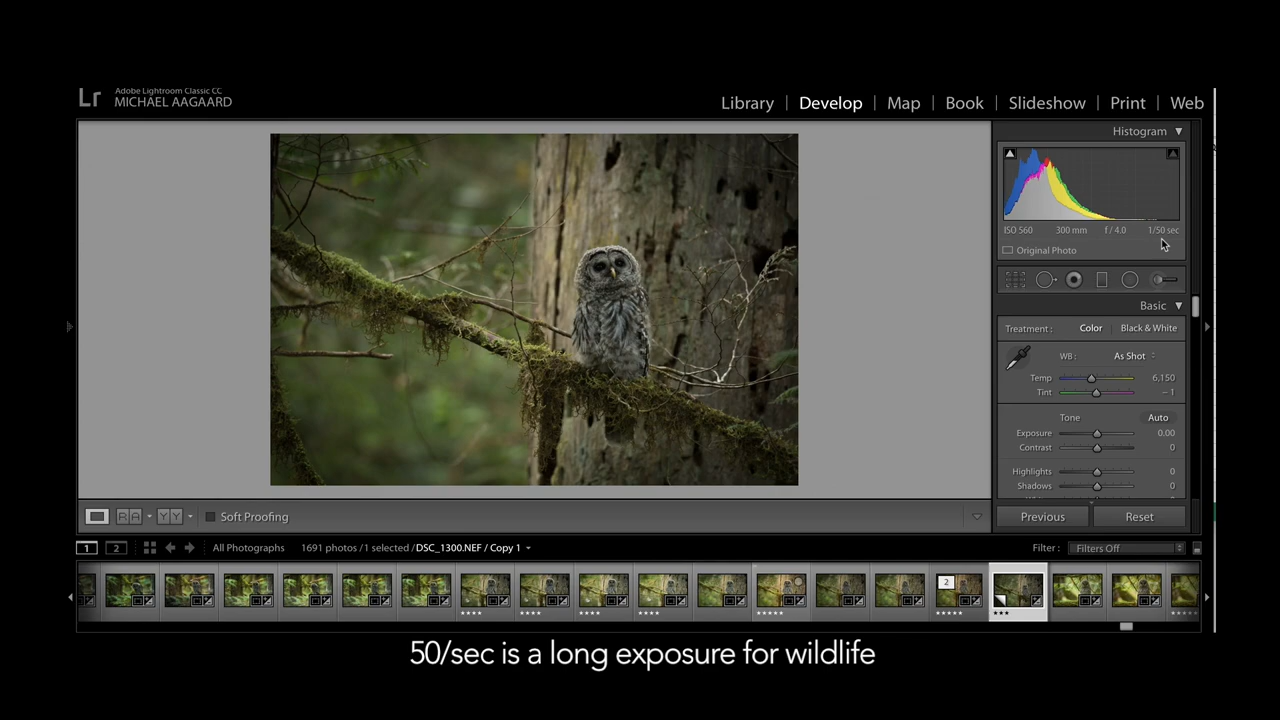 Lr
Adobe Lightroom Classic CC
MICHAEL AAGAARD
Library | Develop | Map | Book | Slideshow | Print | Web
Histogram
ISO 560 300 mm f / 4.0 1/50 sec
Original Photo
Basic
Treatment : Color Black & White
WB : As Shot
Temp 6,150
Tint – 1
Tone Auto
Exposure 0.00
Contrast 0
Highlights 0
Shadows 0
Previous Reset
R A Y Y Soft Proofing
1 2 All Photographs 1691 photos / 1 selected / DSC_1300.NEF / Copy 1 Filter : Filters Off
2
50/sec is a long exposure for wildlife